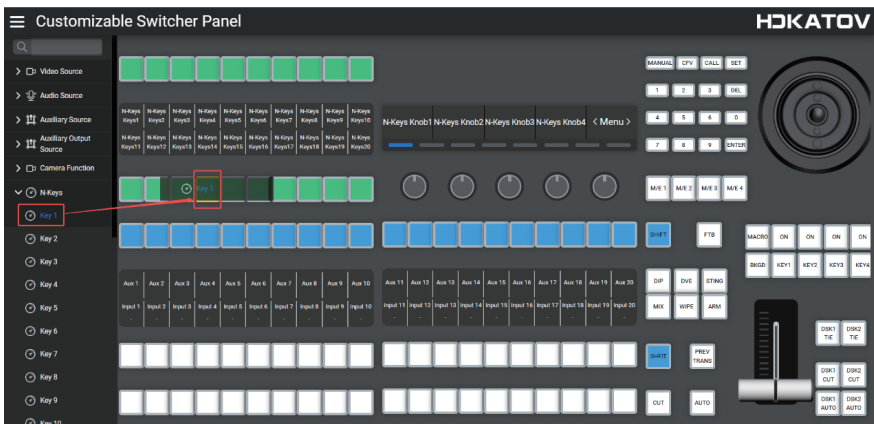 Customizable Switcher Panel
HDKATOV
Video Source
Audio Source
Auxiliary Source
Auxiliary Output
Source
Camera Function
N-Keys
Key 1
Key 2
Key 3
Key 4
Key 5
Key 6
Key 7
Key 8
Key 9
Key 10
N-Keys N-Keys N-Keys N-Keys N-Keys N-Keys N-Keys N-Keys N-Keys N-Keys
Keys1 Keys2 Keys3 Keys4 Keys5 Keys6 Keys7 Keys8 Keys9 Keys10
N-Keys N-Keys N-Keys N-Keys N-Keys N-Keys N-Keys N-Keys N-Keys N-Keys
Keys11 Keys12 Keys13 Keys14 Keys15 Keys16 Keys17 Keys18 Keys19 Keys20
Key 1
Aux 1 Aux 2 Aux 3 Aux 4 Aux 5 Aux 6 Aux 7 Aux 8 Aux 9 Aux 10
Input 1 Input 2 Input 3 Input 4 Input 5 Input 6 Input 7 Input 8 Input 9 Input 10
N-Keys Knob1 N-Keys Knob2 N-Keys Knob3 N-Keys Knob4 < Menu >
Aux 11 Aux 12 Aux 13 Aux 14 Aux 15 Aux 16 Aux 17 Aux 18 Aux 19 Aux 20
Input 11 Input 12 Input 13 Input 14 Input 15 Input 16 Input 17 Input 18 Input 19 Input 20
MANUAL CFV CALL SET
1 2 3 DEL
4 5 6 0
7 8 9 ENTER
M/E 1 M/E 2 M/E 3 M/E 4
SHIFT FTB
MACRO ON ON ON ON
BKGD KEY1 KEY2 KEY3 KEY4
DIP DVE STING
MIX WIPE ARM
SHFIT PREV
TRANS
CUT AUTO
DSK1 DSK2
TIE TIE
DSK1 DSK2
CUT CUT
DSK1 DSK2
AUTO AUTO